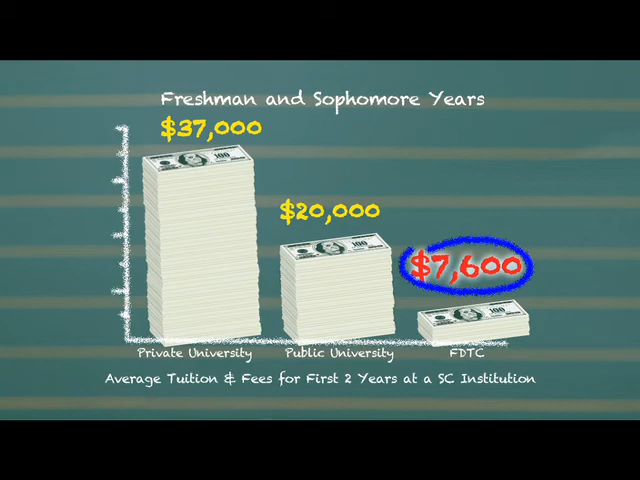 Freshman and Sophomore Years
$37,000
$20,000
$7,600
Private University
Public University
FDTC
Average Tuition & Fees for First 2 Years at a SC Institution